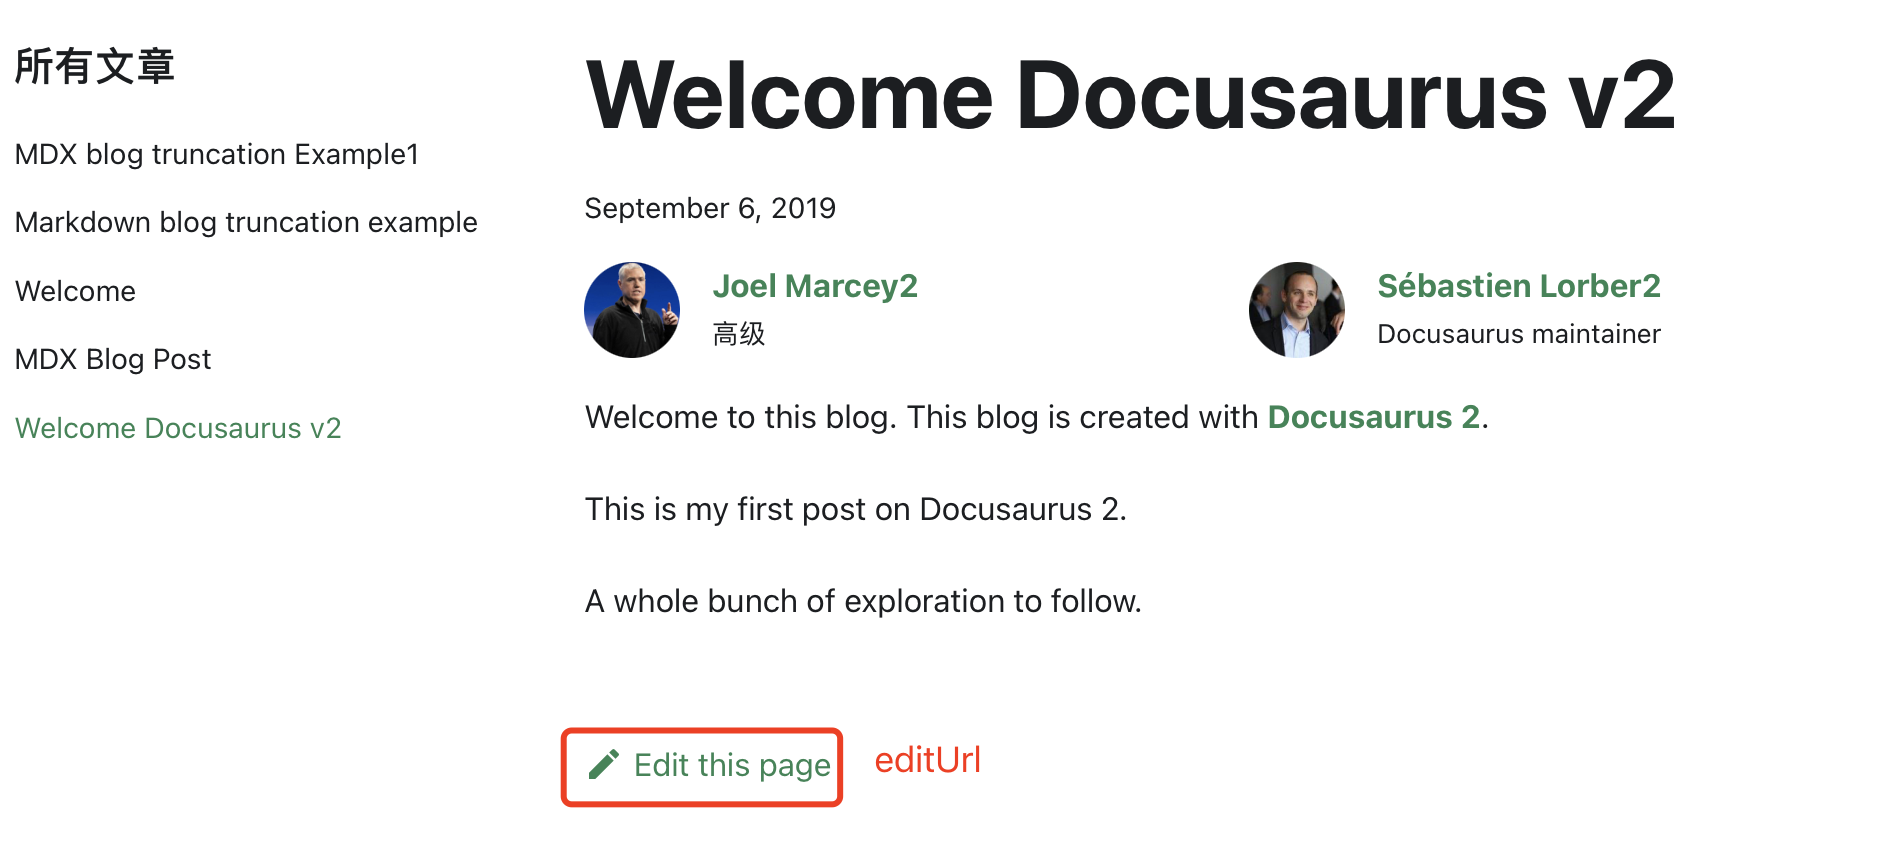 所有文章
MDX blog truncation Example1
Markdown blog truncation example
Welcome
MDX Blog Post
Welcome Docusaurus v2
Welcome Docusaurus v2
September 6, 2019
Joel Marcey2
高级
Sébastien Lorber2
Docusaurus maintainer
Welcome to this blog. This blog is created with Docusaurus 2.
This is my first post on Docusaurus 2.
A whole bunch of exploration to follow.
Edit this page
editUrl